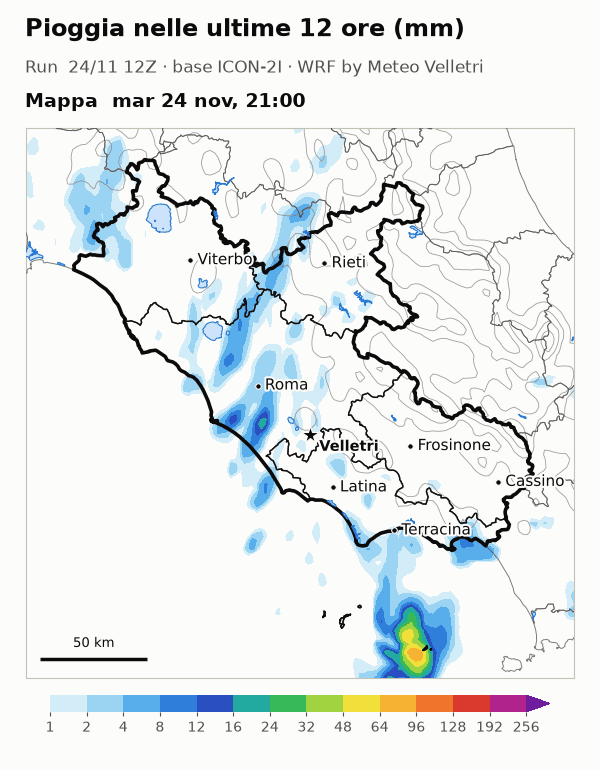 Pioggia nelle ultime 12 ore (mm)
Run  24/11 12Z · base ICON-2I · WRF by Meteo Velletri
Mappa  mar 24 nov, 21:00
Viterbo
Rieti
Roma
Velletri
Frosinone
Latina
Cassino
Terracina
50 km
1 2 4 8 12 16 24 32 48 64 96 128 192 256